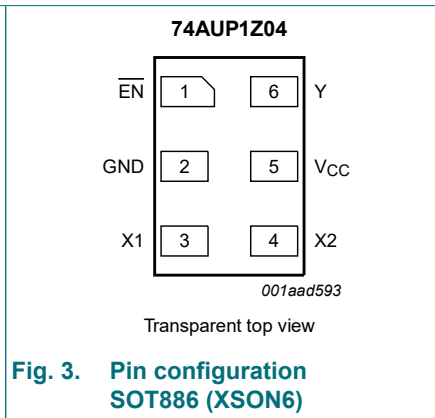 74AUP1Z04
E̅N̅ 1 6 Y
GND 2 5 VCC
X1 3 4 X2
001aad593
Transparent top view
Fig. 3. Pin configuration
SOT886 (XSON6)